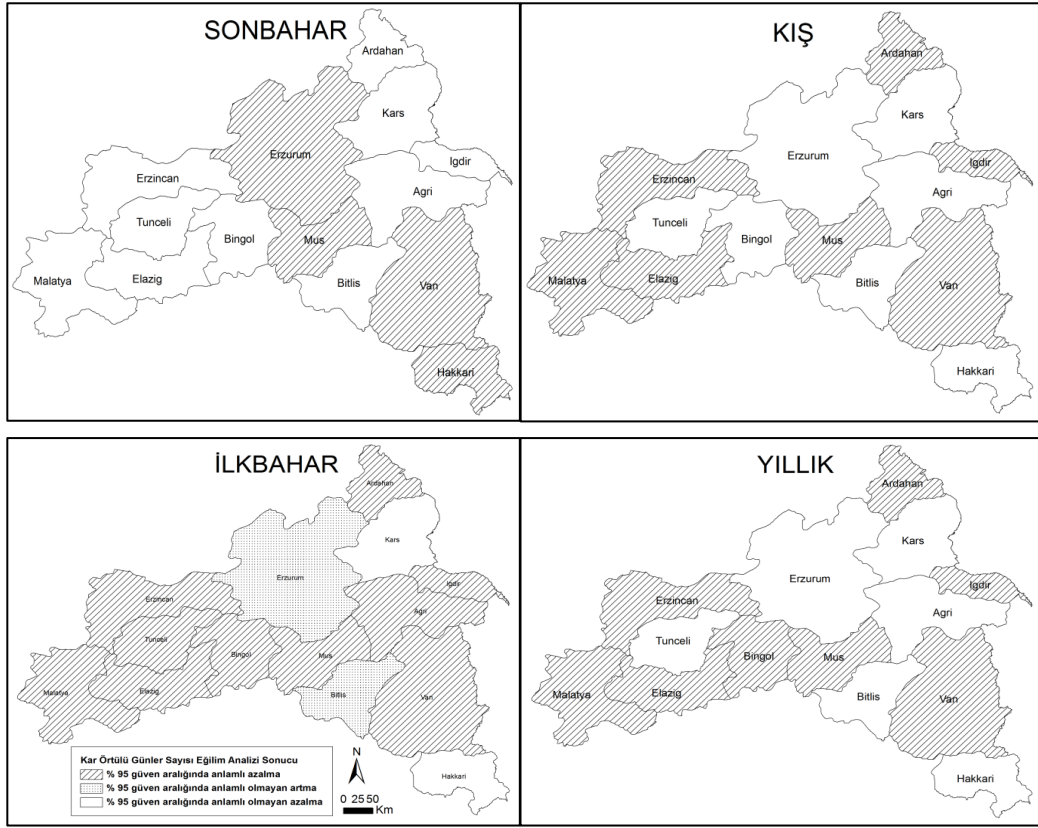 SONBAHAR
Ardahan
Kars
Erzurum
Igdir
Erzincan
Agri
Tunceli
Bingol
Mus
Malatya
Elazig
Bitlis
Van
Hakkari
KIŞ
Ardahan
Kars
Erzurum
Igdir
Erzincan
Agri
Tunceli
Bingol
Mus
Malatya
Elazig
Bitlis
Van
Hakkari
İLKBAHAR
Ardahan
Kars
Erzurum
Igdir
Erzincan
Agri
Tunceli
Bingol
Mus
Malatya
Elazig
Bitlis
Van
Hakkari
Kar Örtülü Günler Sayısı Eğilim Analizi Sonucu
% 95 güven aralığında anlamlı azalma
% 95 güven aralığında anlamlı olmayan artma
% 95 güven aralığında anlamlı olmayan azalma
N
0 25 50
Km
YILLIK
Ardahan
Kars
Erzurum
Igdir
Erzincan
Agri
Tunceli
Bingol
Mus
Malatya
Elazig
Bitlis
Van
Hakkari